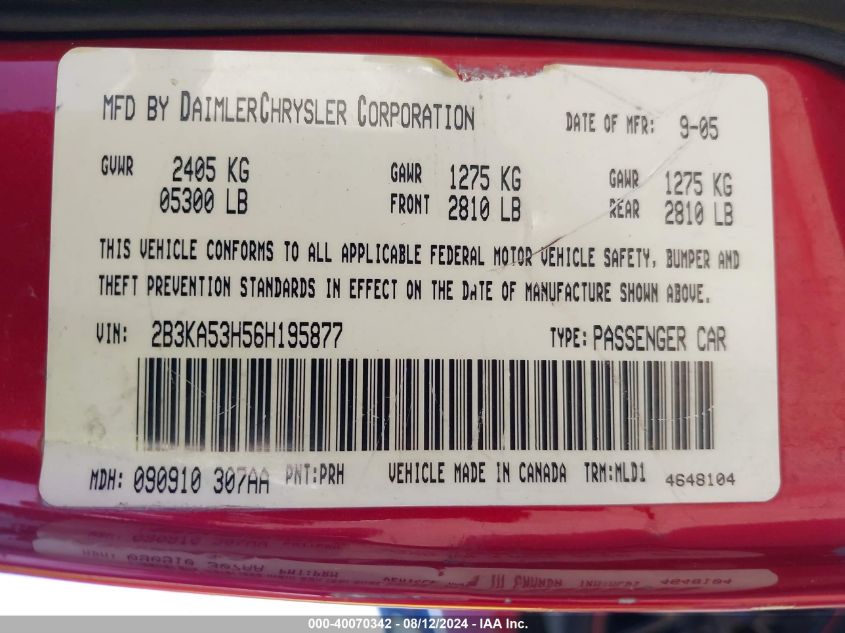 MFD BY DAIMLERCHRYSLER CORPORATION DATE OF MFR: 9-05
GVWR 2405 KG GAWR 1275 KG GAWR 1275 KG
05300 LB FRONT 2810 LB REAR 2810 LB
THIS VEHICLE CONFORMS TO ALL APPLICABLE FEDERAL MOTOR VEHICLE SAFETY, BUMPER AND
THEFT PREVENTION STANDARDS IN EFFECT ON THE DATE OF MANUFACTURE SHOWN ABOVE.
VIN: 2B3KA53H56H195877 TYPE: PASSENGER CAR
MDH: 090910 307AA PNT:PRH VEHICLE MADE IN CANADA TRM:MLD1 4648104
000-40070342 - 08/12/2024 - IAA Inc.